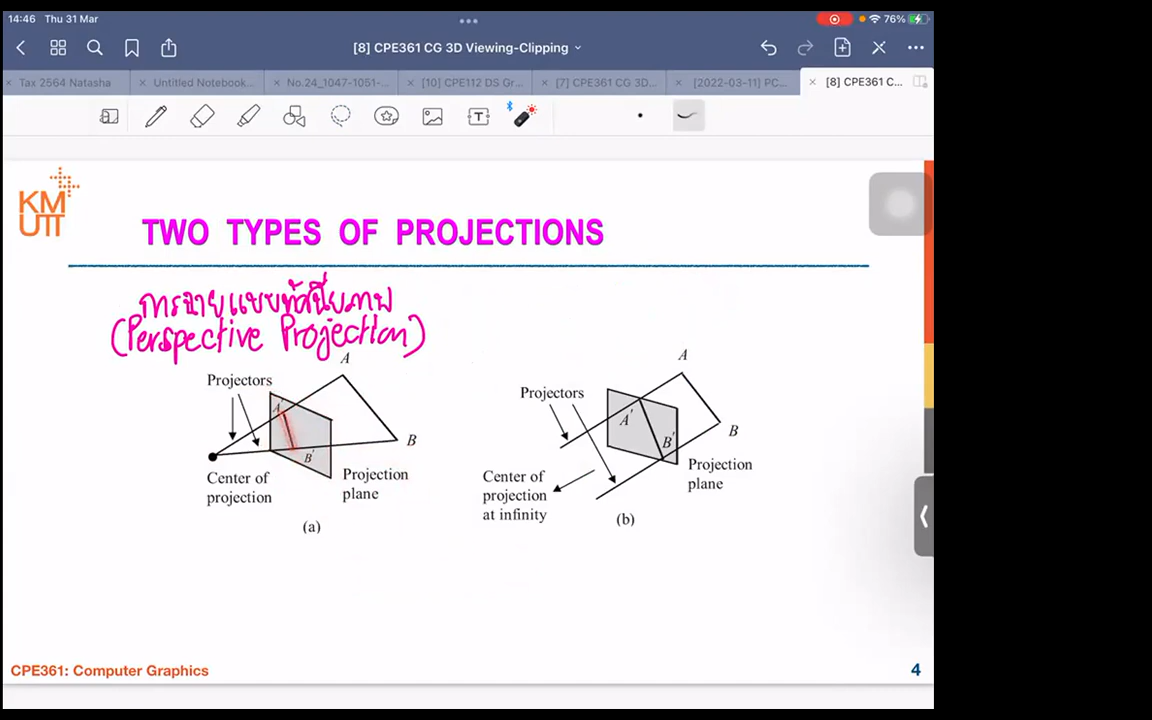 14:46 Thu 31 Mar
76%
[8] CPE361 CG 3D Viewing-Clipping
Tax 2564 Natasha
Untitled Notebook...
No.24_1047-1051-...
[10] CPE112 DS Gr...
[7] CPE361 CG 3D...
[2022-03-11] PC...
[8] CPE361 C...
T
KM
UTT
TWO TYPES OF PROJECTIONS
การฉายแบบทัศนียภาพ
(Perspective Projection)
A
Projectors
A'
B
B'
Center of
projection
Projection
plane
(a)
A
Projectors
A'
B
B'
Projection
plane
Center of
projection
at infinity
(b)
CPE361: Computer Graphics
4